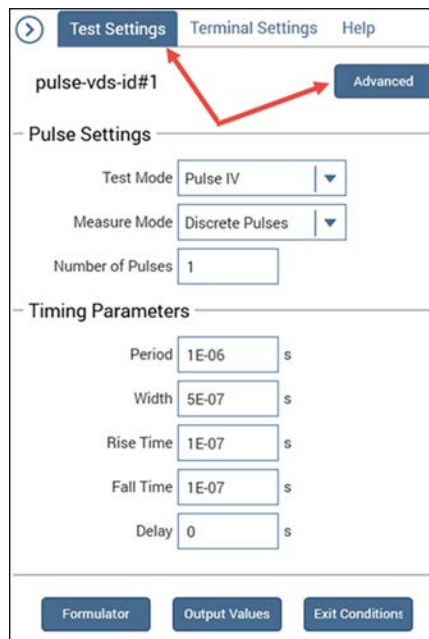 Test Settings Terminal Settings Help
pulse-vds-id#1 Advanced
Pulse Settings
Test Mode Pulse IV
Measure Mode Discrete Pulses
Number of Pulses 1
Timing Parameters
Period 1E-06 s
Width 5E-07 s
Rise Time 1E-07 s
Fall Time 1E-07 s
Delay 0 s
Formulator Output Values Exit Conditions